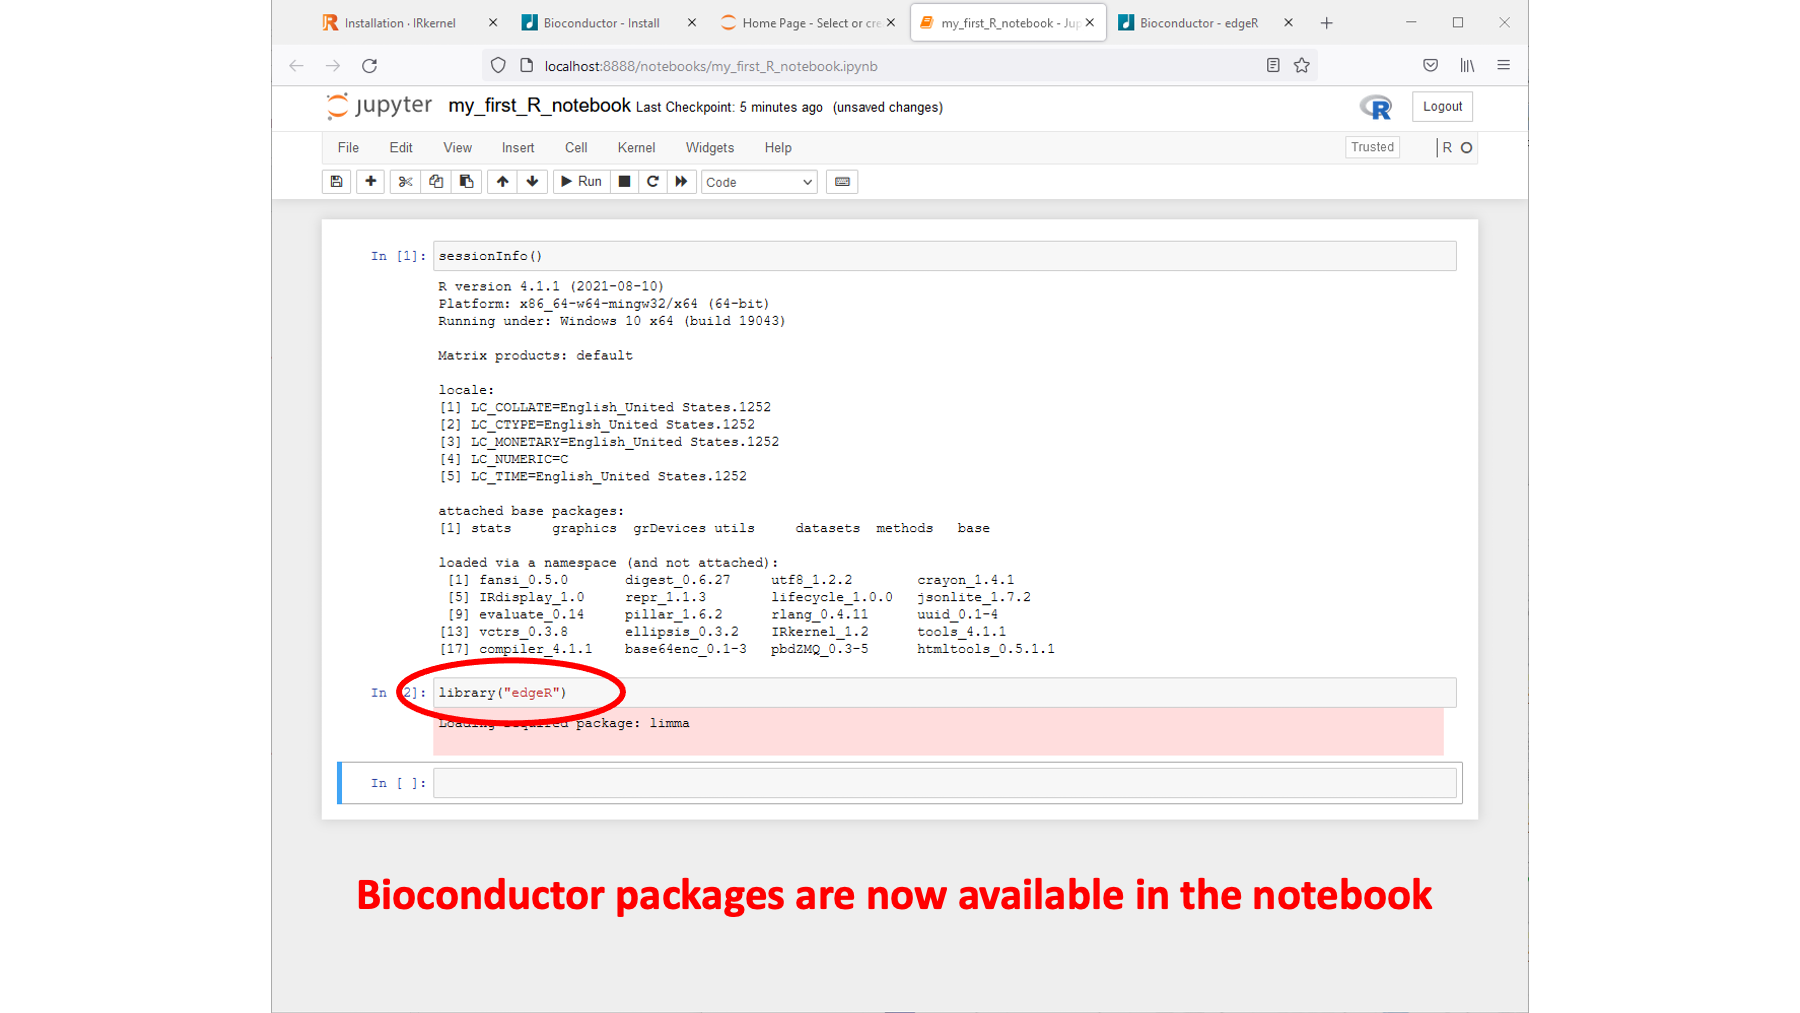 Installation · IRkernel
Bioconductor - Install
Home Page - Select or cre
my_first_R_notebook - Jup
Bioconductor - edgeR
localhost:8888/notebooks/my_first_R_notebook.ipynb
jupyter my_first_R_notebook Last Checkpoint: 5 minutes ago (unsaved changes)
R
Logout
File Edit View Insert Cell Kernel Widgets Help
Trusted
R
Run
Code
In [1]: sessionInfo()
R version 4.1.1 (2021-08-10)
Platform: x86_64-w64-mingw32/x64 (64-bit)
Running under: Windows 10 x64 (build 19043)
Matrix products: default
locale:
[1] LC_COLLATE=English_United States.1252
[2] LC_CTYPE=English_United States.1252
[3] LC_MONETARY=English_United States.1252
[4] LC_NUMERIC=C
[5] LC_TIME=English_United States.1252
attached base packages:
[1] stats graphics grDevices utils datasets methods base
loaded via a namespace (and not attached):
[1] fansi_0.5.0 digest_0.6.27 utf8_1.2.2 crayon_1.4.1
[5] IRdisplay_1.0 repr_1.1.3 lifecycle_1.0.0 jsonlite_1.7.2
[9] evaluate_0.14 pillar_1.6.2 rlang_0.4.11 uuid_0.1-4
[13] vctrs_0.3.8 ellipsis_0.3.2 IRkernel_1.2 tools_4.1.1
[17] compiler_4.1.1 base64enc_0.1-3 pbdZMQ_0.3-5 htmltools_0.5.1.1
In [2]: library("edgeR")
Loading required package: limma
In [ ]:
Bioconductor packages are now available in the notebook